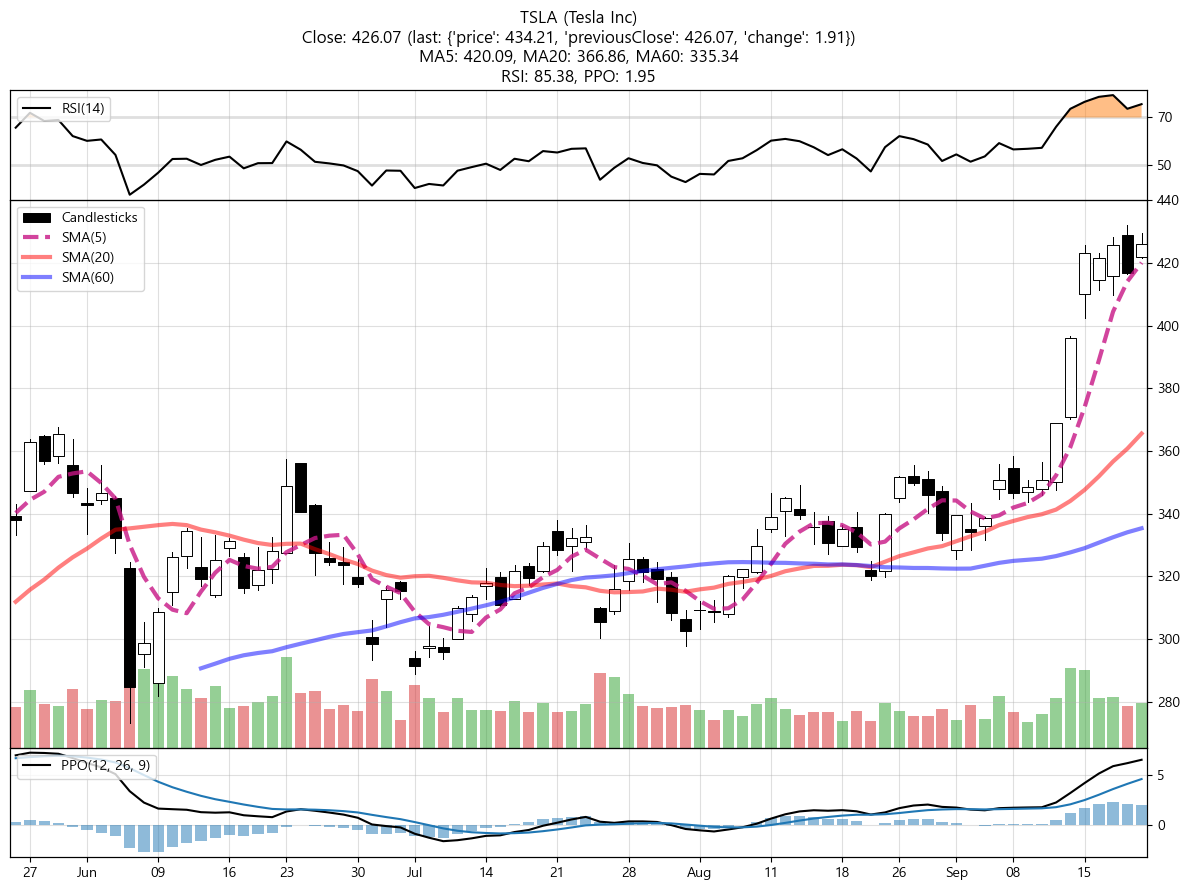 TSLA (Tesla Inc)
Close: 426.07 (last: {'price': 434.21, 'previousClose': 426.07, 'change': 1.91})
MA5: 420.09, MA20: 366.86, MA60: 335.34
RSI: 85.38, PPO: 1.95
RSI(14)
70
50
440
Candlesticks
SMA(5)
SMA(20)
SMA(60)
420
400
380
360
340
320
300
280
PPO(12, 26, 9)
5
0
27 Jun 09 16 23 30 Jul 14 21 28 Aug 11 18 26 Sep 08 15